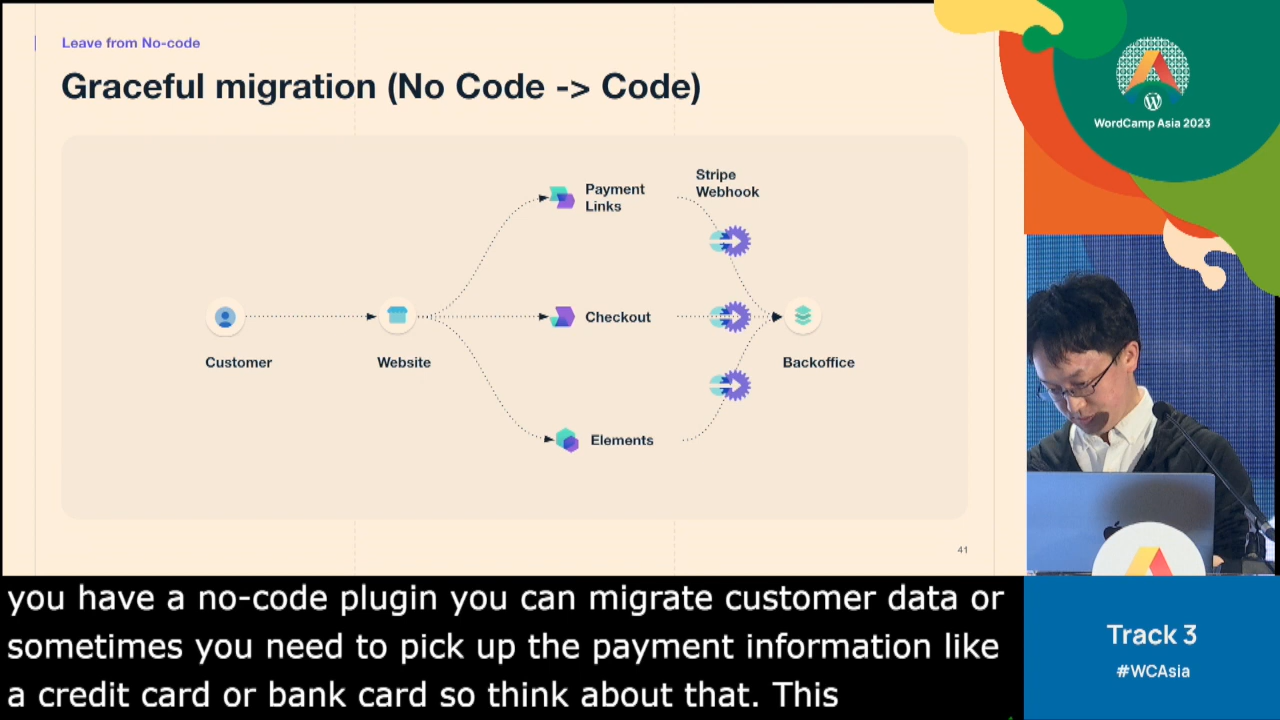 Leave from No-code
Graceful migration (No Code -> Code)
Payment
Links
Stripe
Webhook
Checkout
Customer
Website
Backoffice
Elements
41
WordCamp Asia 2023
you have a no-code plugin you can migrate customer data or
sometimes you need to pick up the payment information like
a credit card or bank card so think about that. This
Track 3
#WCAsia